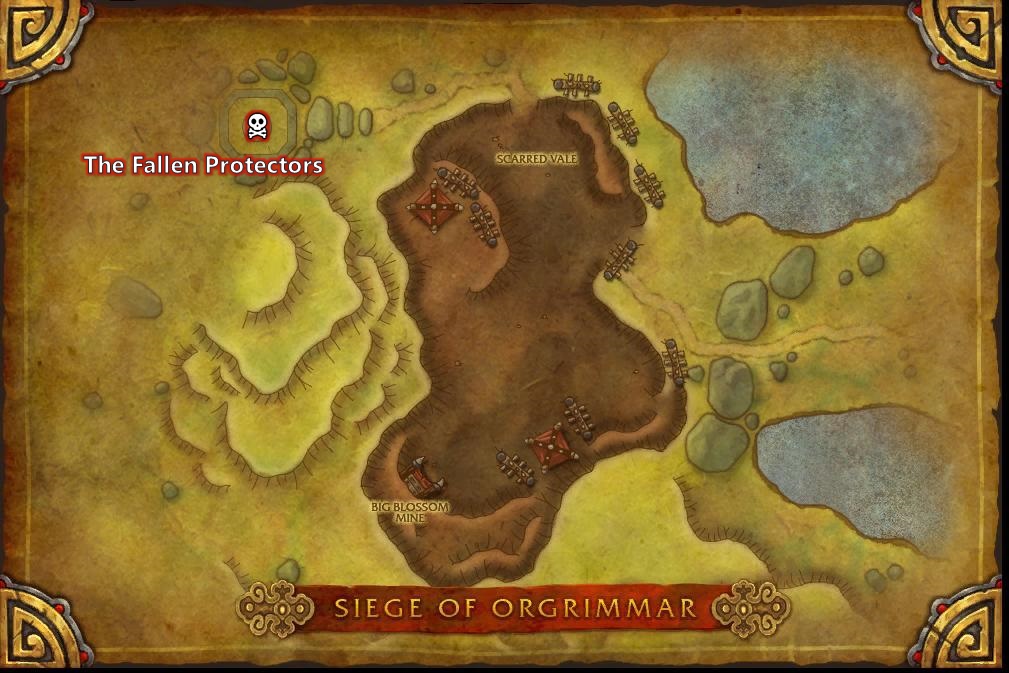 SCARRED VALE
The Fallen Protectors
BIG BLOSSOM
MINE
SIEGE OF ORGRIMMAR